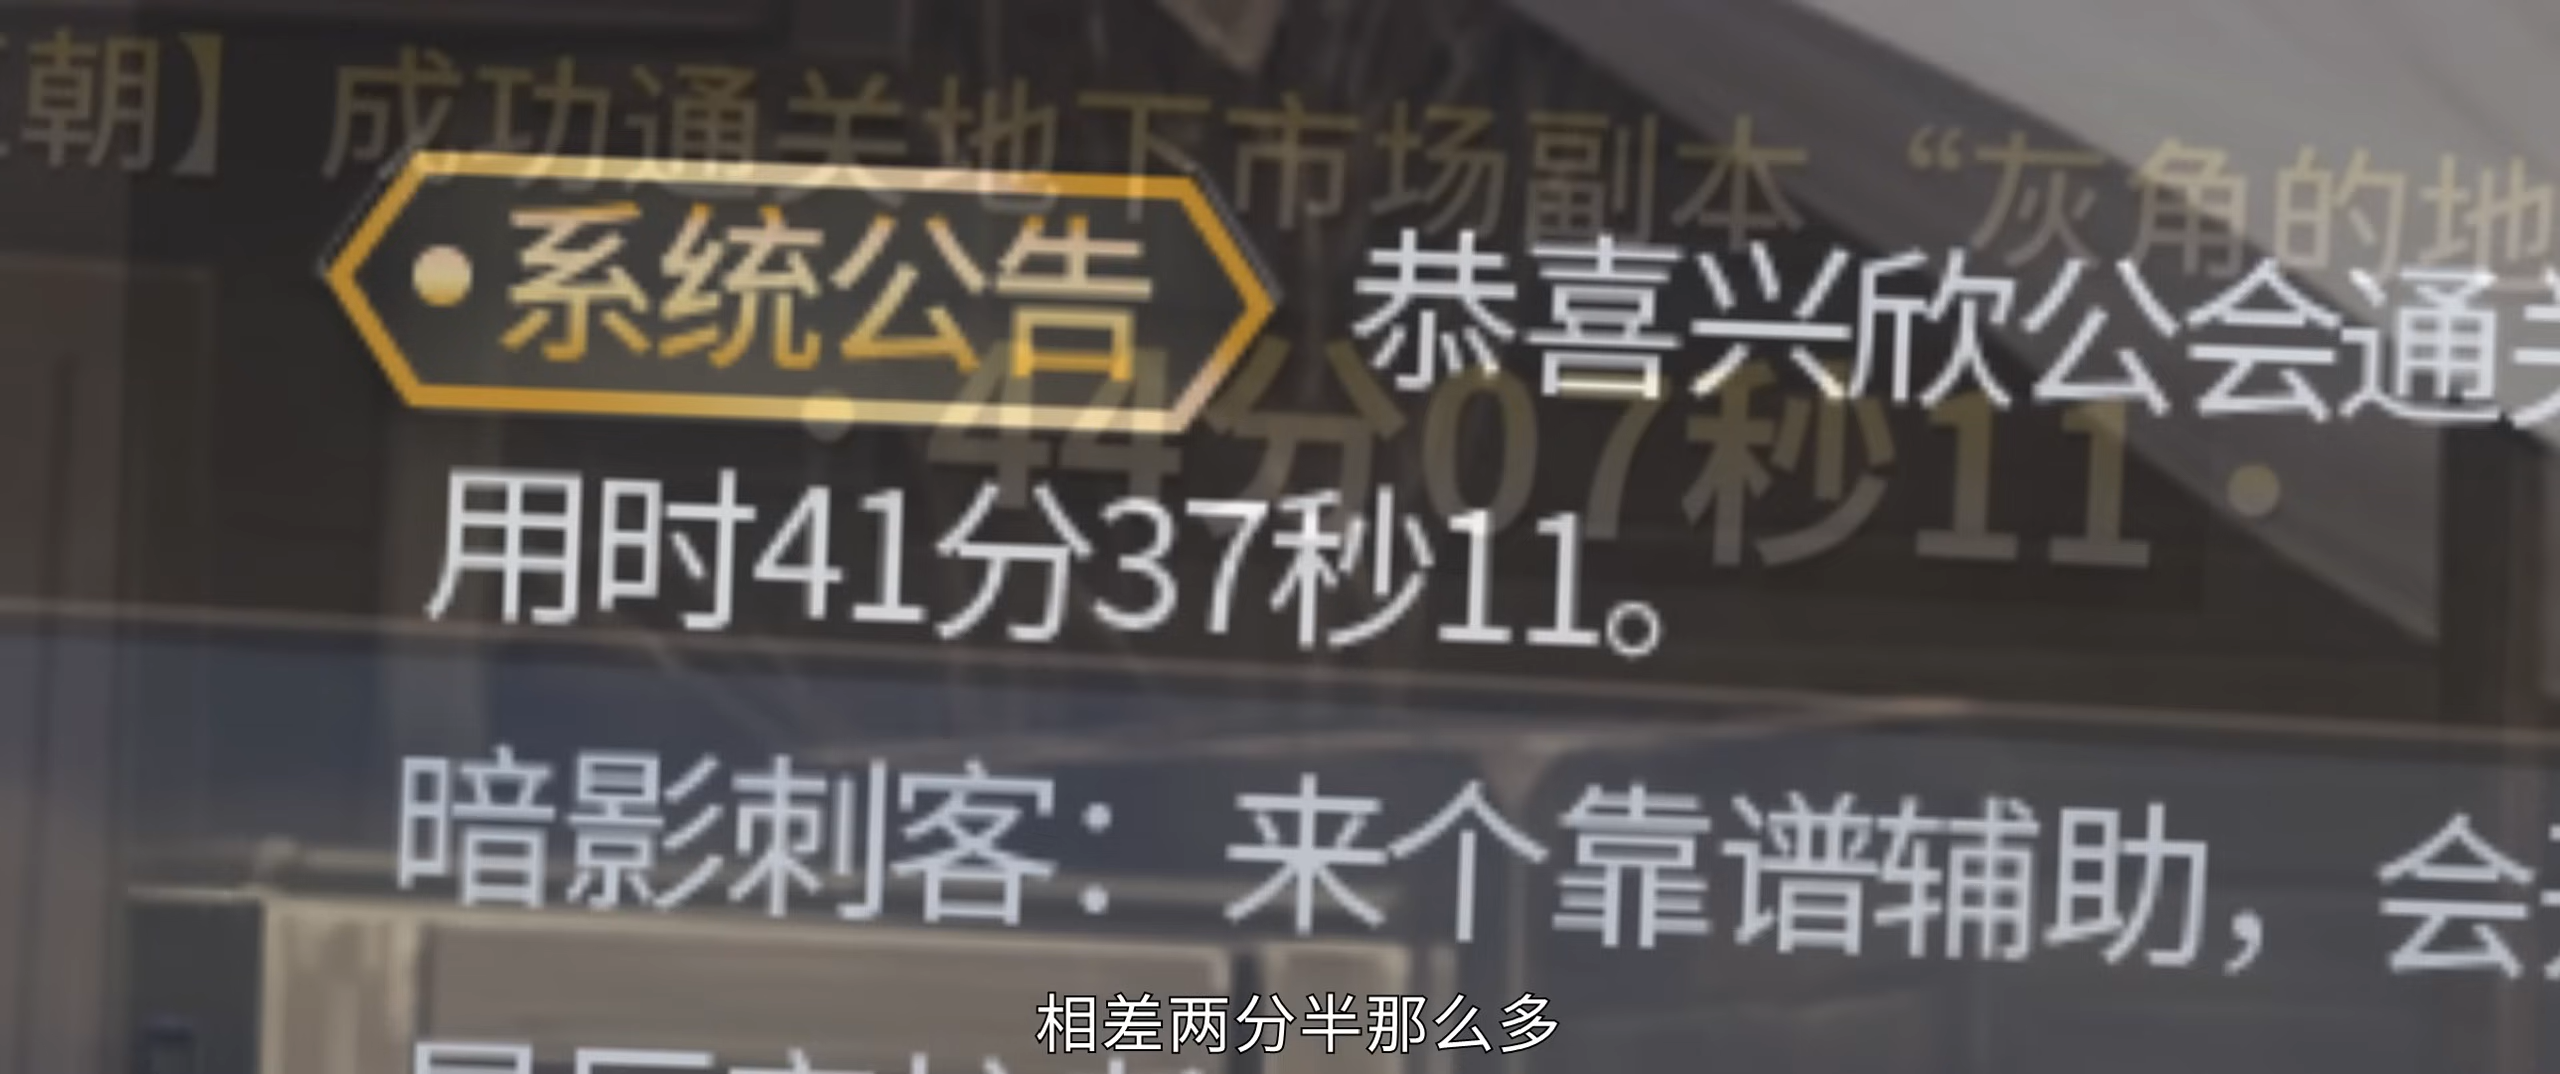 朝】成功通关地下市场副本“灰角的地
系统公告 恭喜兴欣公会通关
44分07秒11
用时41分37秒11。
暗影刺客：来个靠谱辅助，会
相差两分半那么多